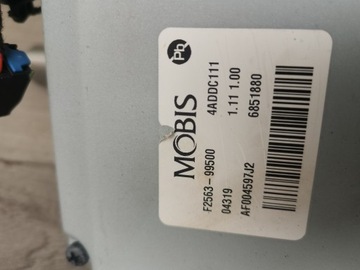 Pb
MOBIS
4ADDC111
1.11 1.00
6851880
F2563-99500
04319
AF004597J2